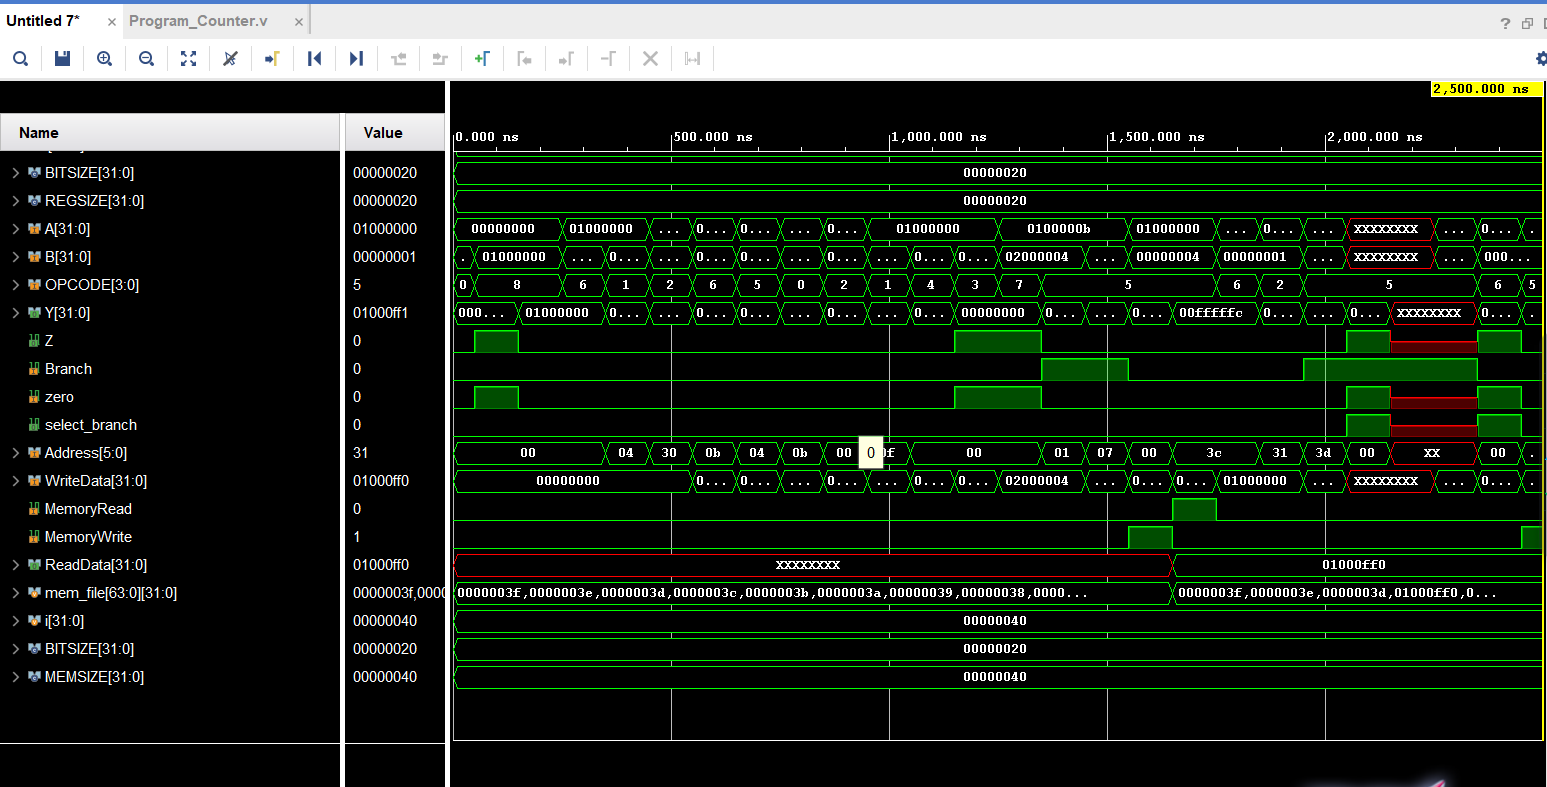 Untitled 7* × Program_Counter.v ×
?
2,500.000 ns
Name Value
0.000 ns 500.000 ns 1,000.000 ns 1,500.000 ns 2,000.000 ns
BITSIZE[31:0] 00000020 00000020
REGSIZE[31:0] 00000020 00000020
A[31:0] 01000000 00000000 01000000 ... 0... 0... ... 0... 01000000 0100000b 01000000 ... 0... ... XXXXXXXX ... 0... .
B[31:0] 00000001 . 01000000 ... 0... ... 0... ... 0... . 0... 0... 02000004 ... 00000004 00000001 ... XXXXXXXX ... 000...
OPCODE[3:0] 5 0 8 6 1 2 6 5 0 2 1 4 3 7 5 6 2 5 6 5
Y[31:0] 01000ff1 000... 01000000 0... 0... 0... 0... 0... 0... ... 0... 00000000 0... ... 0... 00fffffc 0... ... 0... XXXXXXXX 0... .
Z 0
Branch 0
zero 0
select_branch 0
Address[5:0] 31 00 04 30 0b 04 0b 00 0 0f 00 01 07 00 3c 31 3d 00 XX 00 .
WriteData[31:0] 01000ff0 00000000 0... ... ... 0... ... 0... 0... 02000004 ... 0... 0... 01000000 ... XXXXXXXX ... 0... .
MemoryRead 0
MemoryWrite 1
ReadData[31:0] 01000ff0 XXXXXXXX 01000ff0
mem_file[63:0][31:0] 0000003f,0000 0000003f,0000003e,0000003d,0000003c,0000003b,0000003a,00000039,00000038,0000... 0000003f,0000003e,0000003d,01000ff0,0...
i[31:0] 00000040 00000040
BITSIZE[31:0] 00000020 00000020
MEMSIZE[31:0] 00000040 00000040